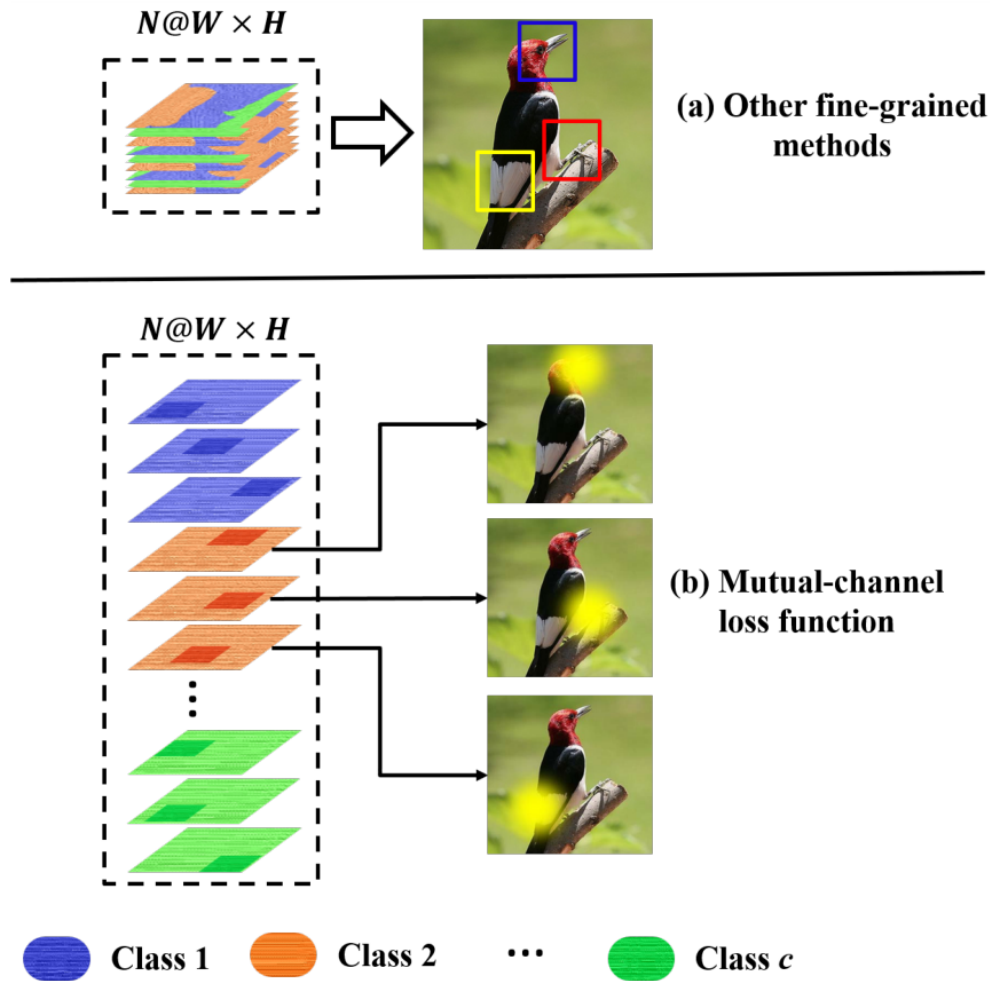 N@W × H
(a) Other fine-grained
methods
N@W × H
(b) Mutual-channel
loss function
Class 1
Class 2
...
Class c